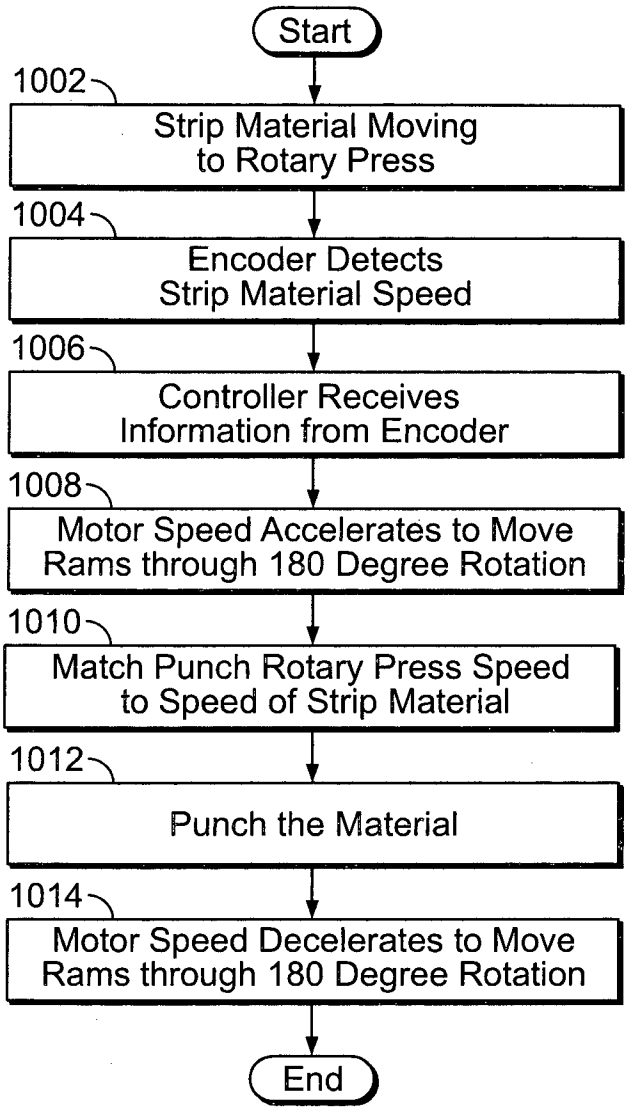 Start
1002
Strip Material Moving
to Rotary Press
1004
Encoder Detects
Strip Material Speed
1006
Controller Receives
Information from Encoder
1008
Motor Speed Accelerates to Move
Rams through 180 Degree Rotation
1010
Match Punch Rotary Press Speed
to Speed of Strip Material
1012
Punch the Material
1014
Motor Speed Decelerates to Move
Rams through 180 Degree Rotation
End